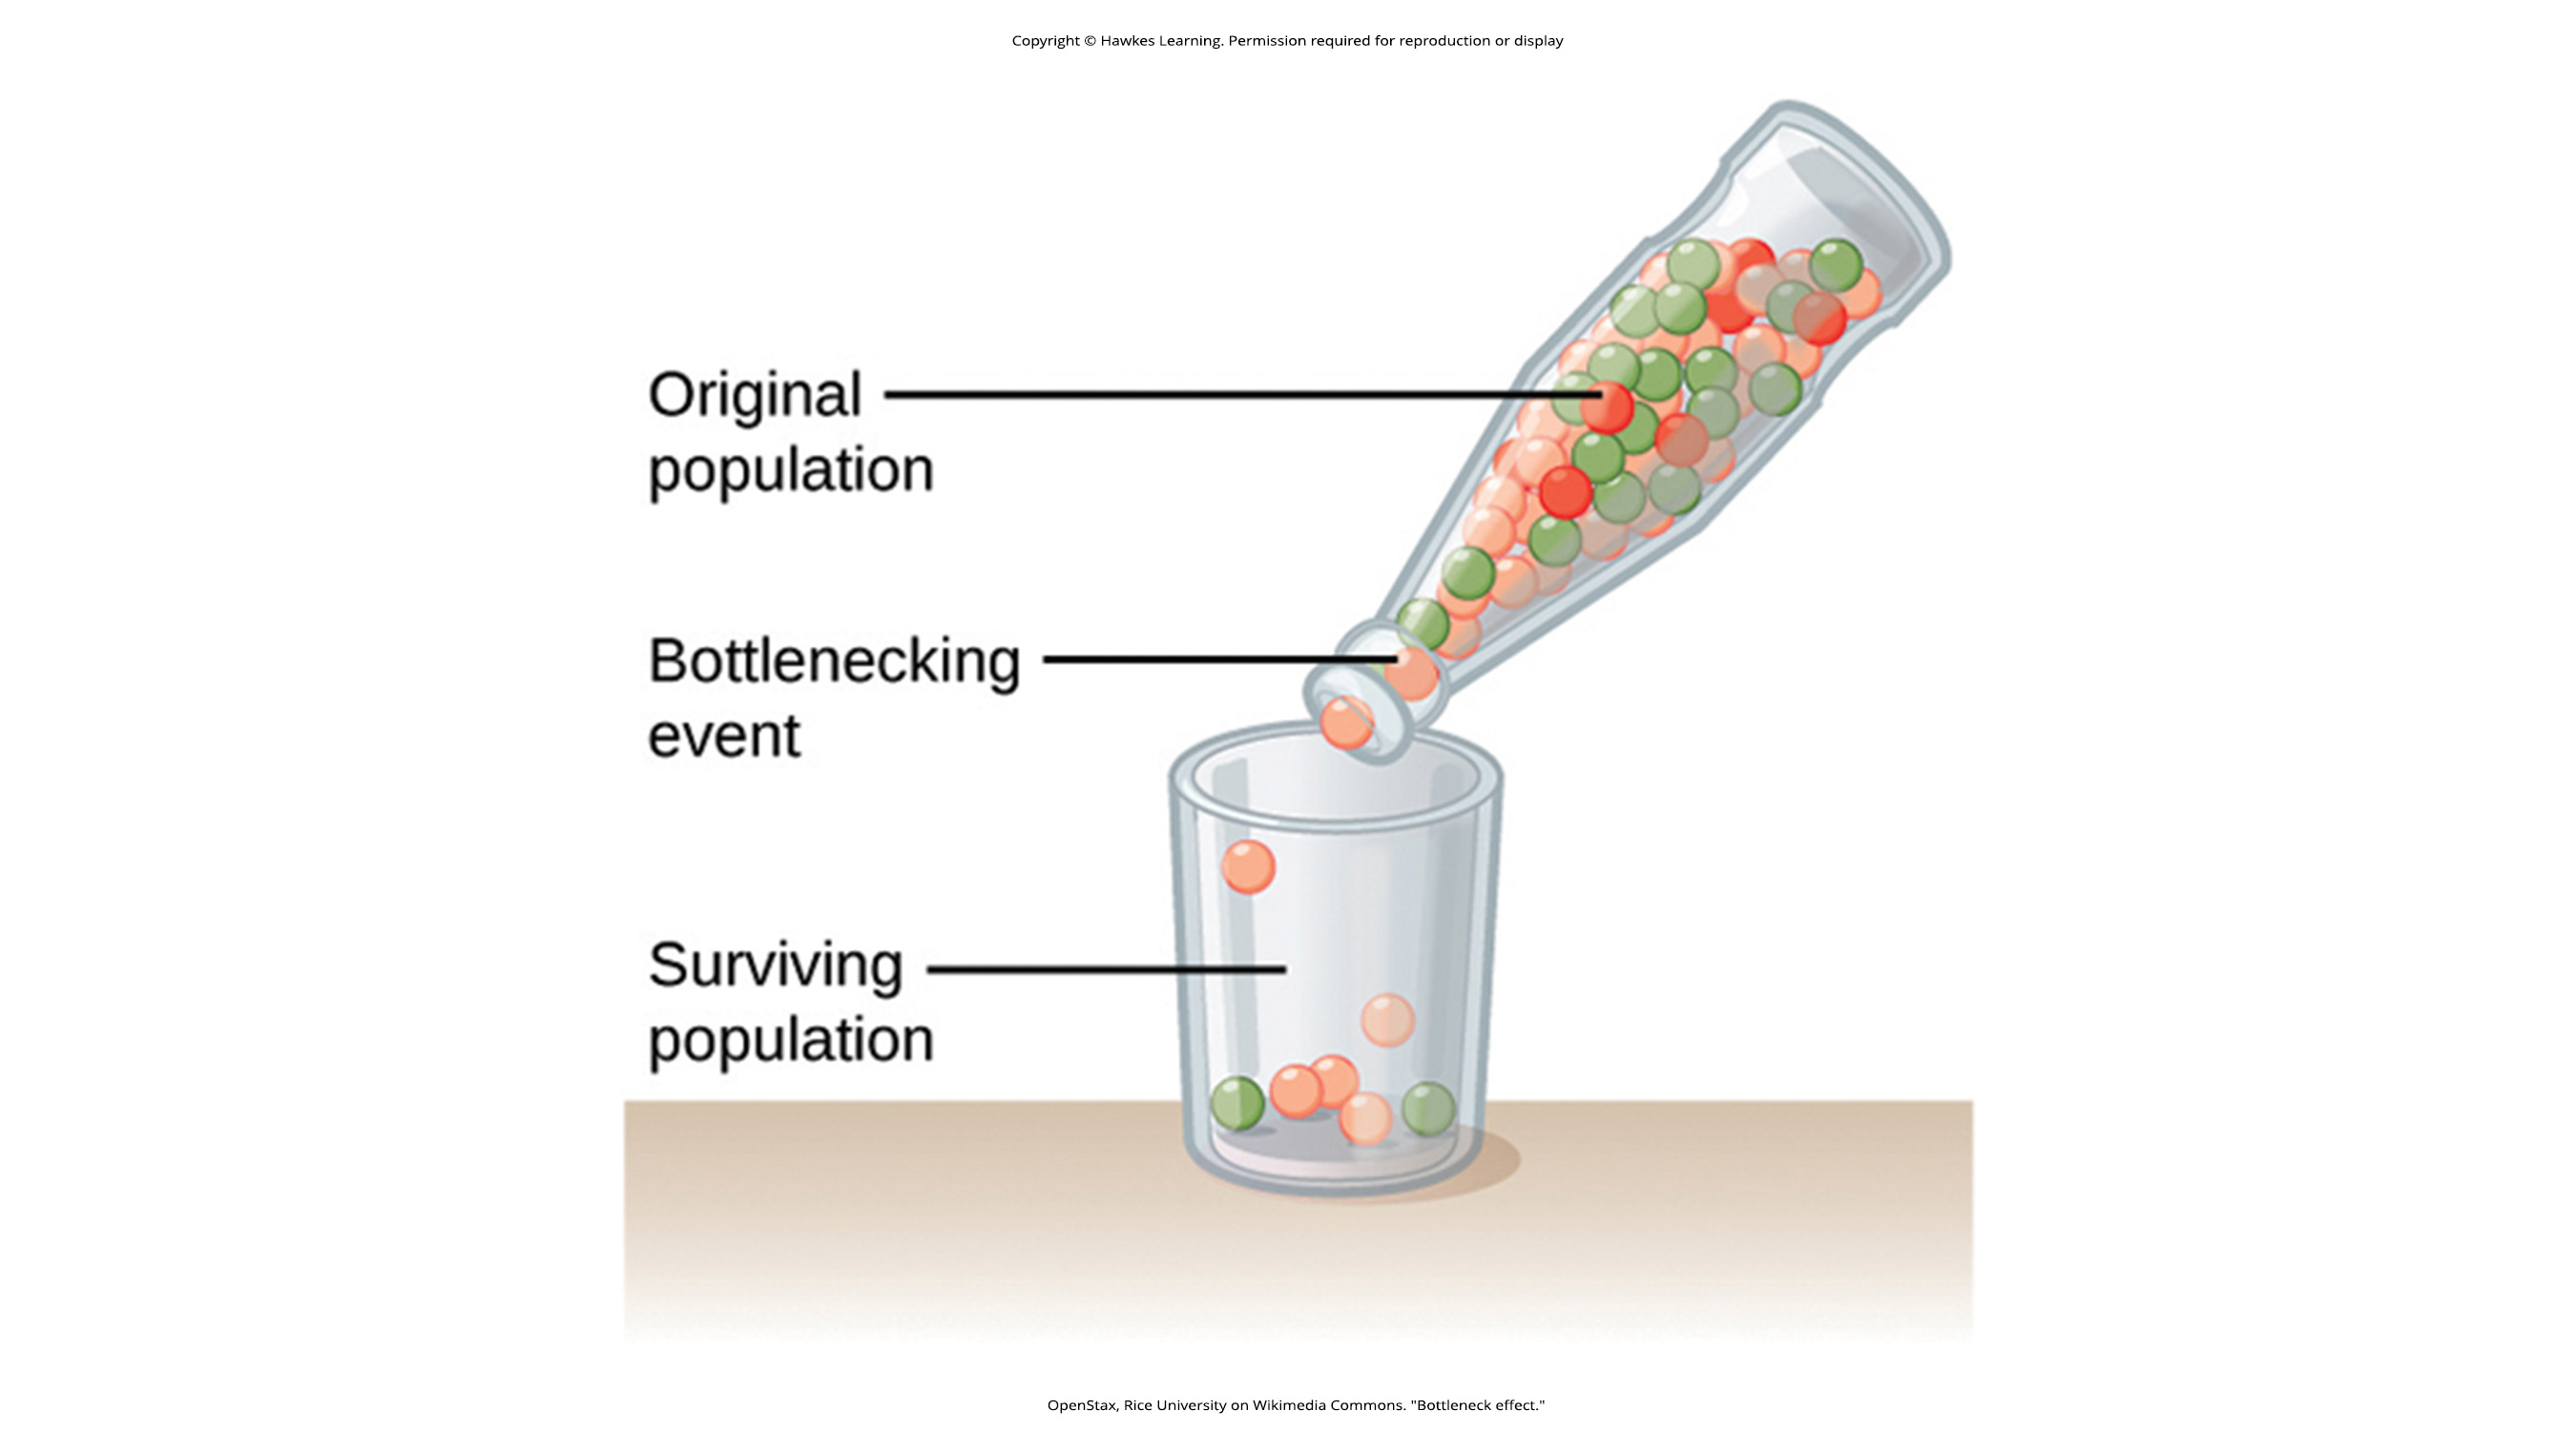 Copyright © Hawkes Learning. Permission required for reproduction or display
Original
population
Bottlenecking
event
Surviving
population
OpenStax, Rice University on Wikimedia Commons. "Bottleneck effect."